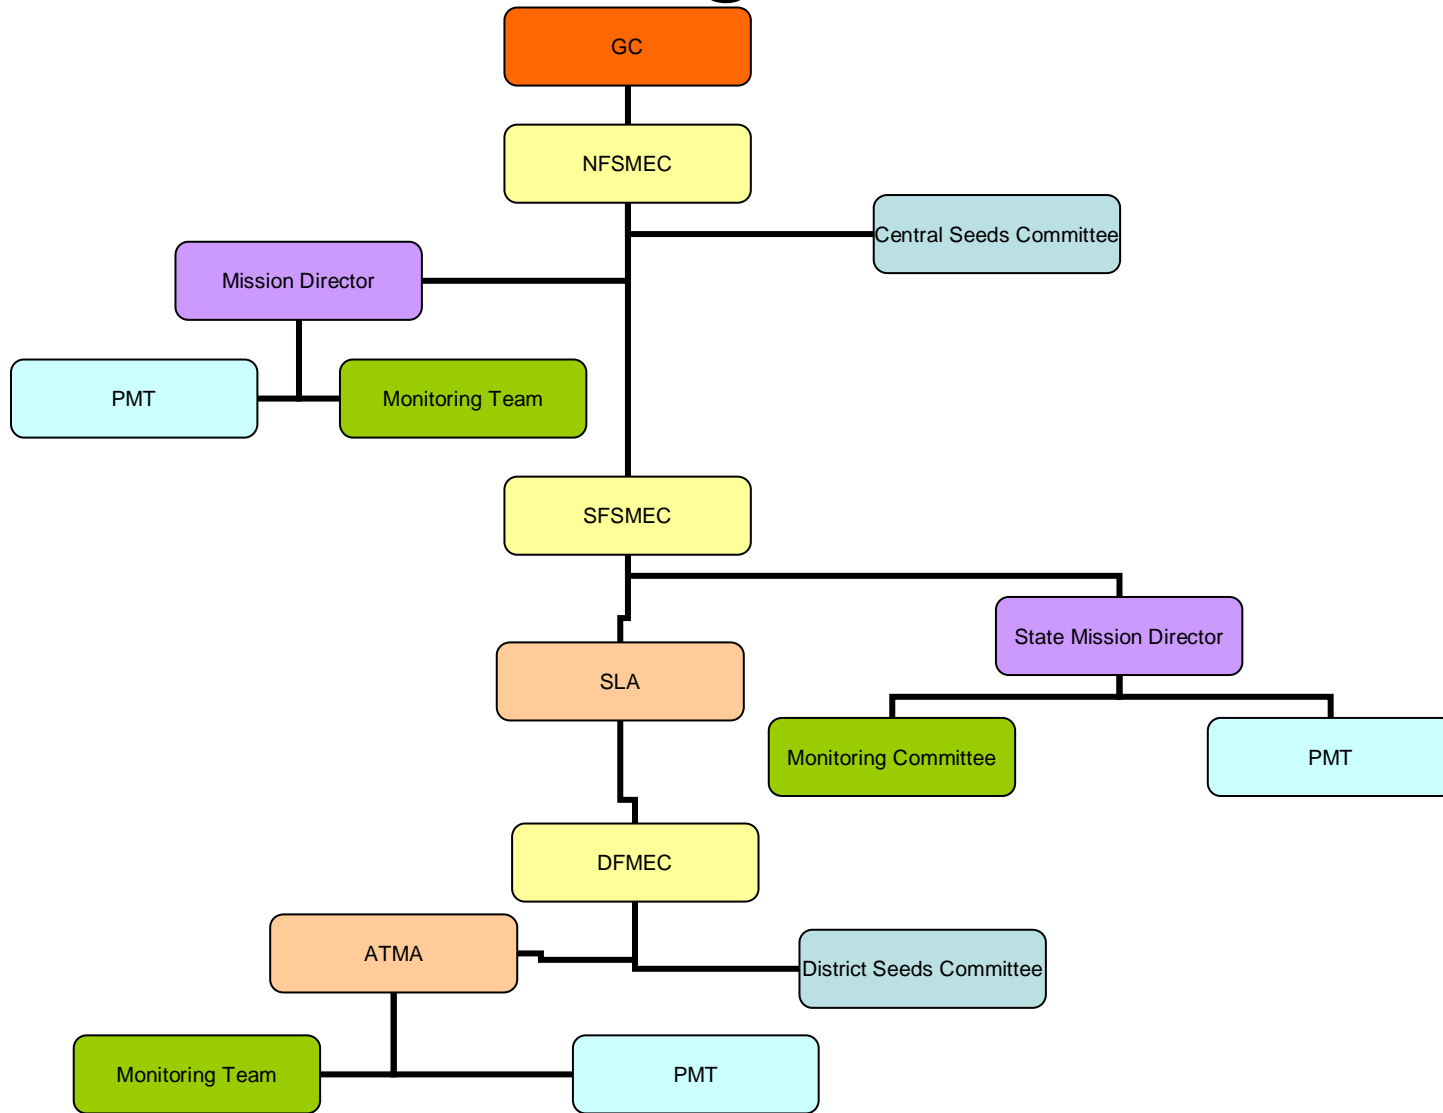 GC
NFSMEC
Central Seeds Committee
Mission Director
PMT
Monitoring Team
SFSMEC
State Mission Director
SLA
Monitoring Committee
PMT
DFMEC
ATMA
District Seeds Committee
Monitoring Team
PMT